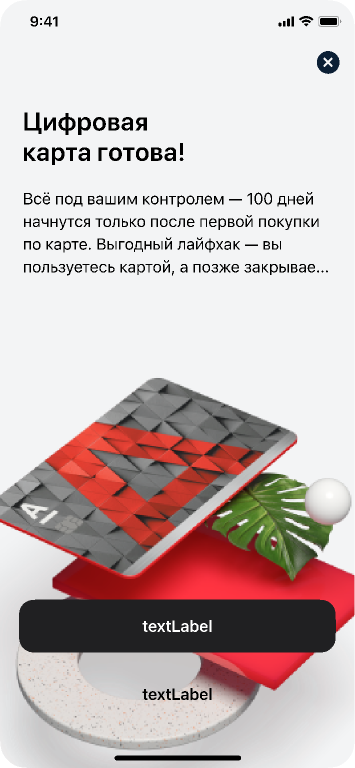 9:41
Цифровая
карта готова!
Всё под вашим контролем — 100 дней
начнутся только после первой покупки
по карте. Выгодный лайфхак — вы
пользуетесь картой, а позже закрывае...
А
textLabel
textLabel